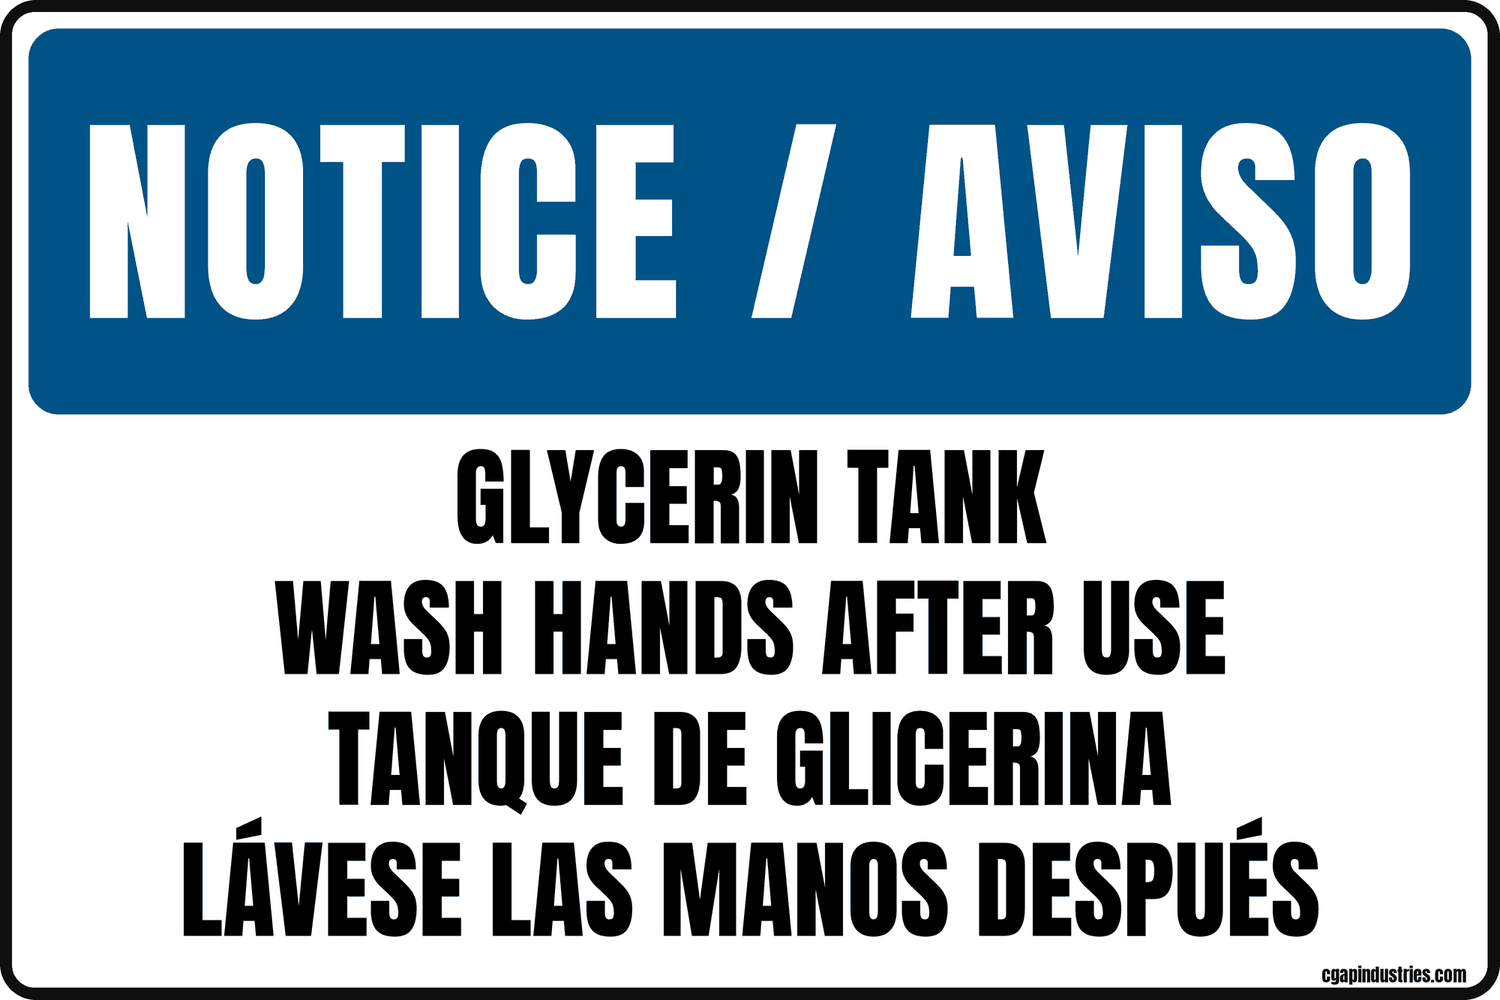 NOTICE / AVISO
GLYCERIN TANK
WASH HANDS AFTER USE
TANQUE DE GLICERINA
LÁVESE LAS MANOS DESPUÉS
cgapindustries.com